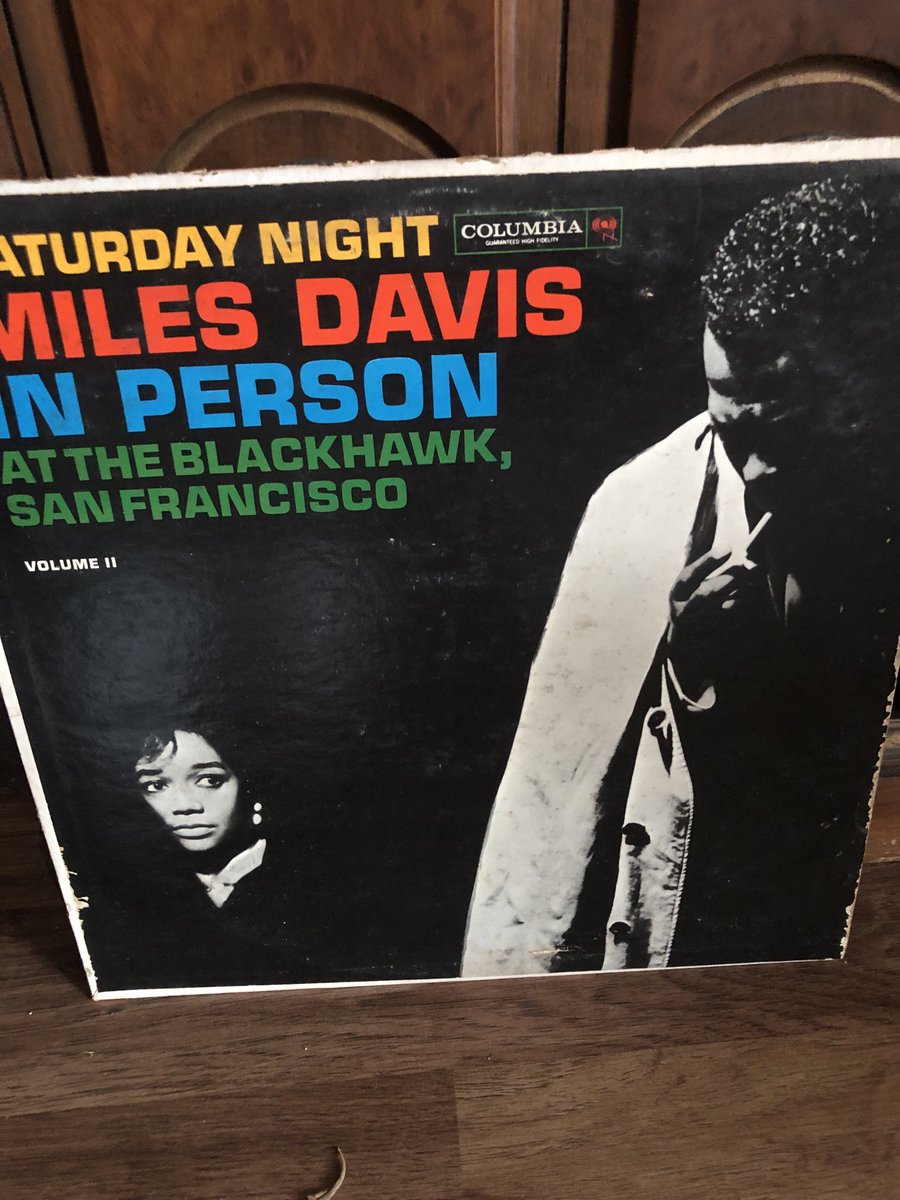 ATURDAY NIGHT
COLUMBIA
GUARANTEED HIGH FIDELITY
MILES DAVIS
IN PERSON
AT THE BLACKHAWK,
SAN FRANCISCO
VOLUME II